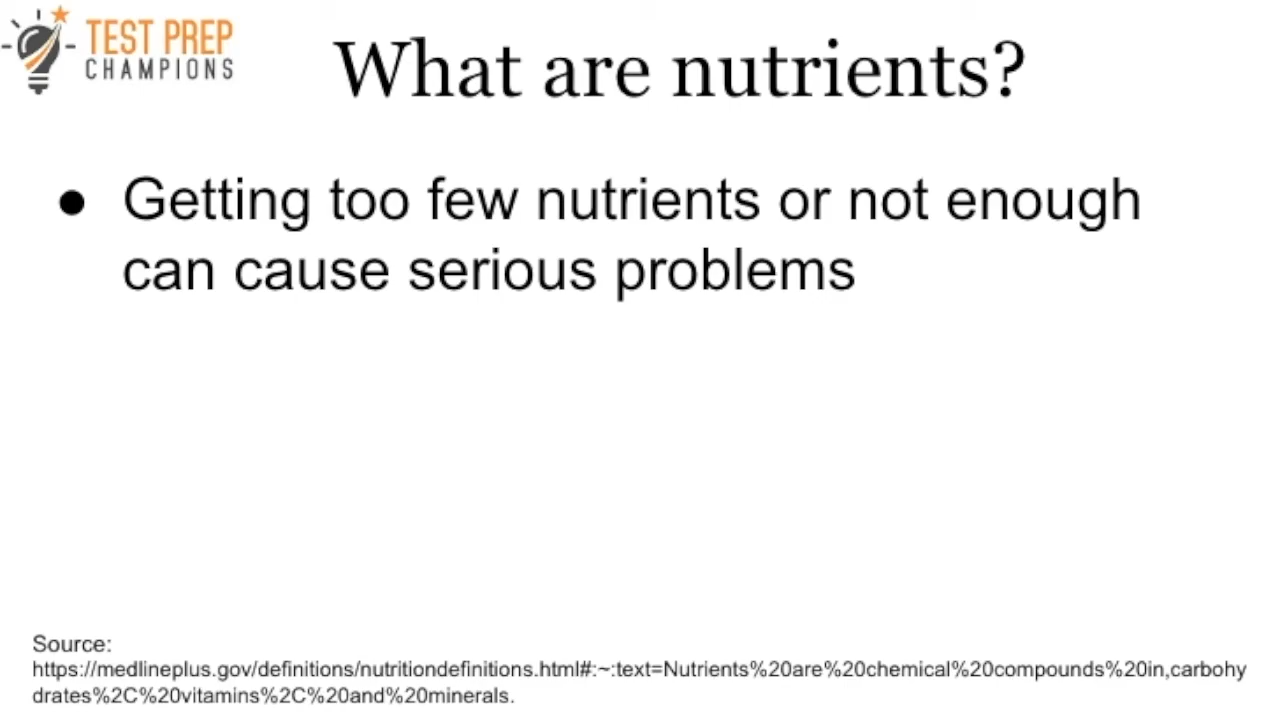 TEST PREP
CHAMPIONS
What are nutrients?
● Getting too few nutrients or not enough
can cause serious problems
Source:
https://medlineplus.gov/definitions/nutritiondefinitions.html#:~:text=Nutrients%20are%20chemical%20compounds%20in,carbohy
drates%2C%20vitamins%2C%20and%20minerals.